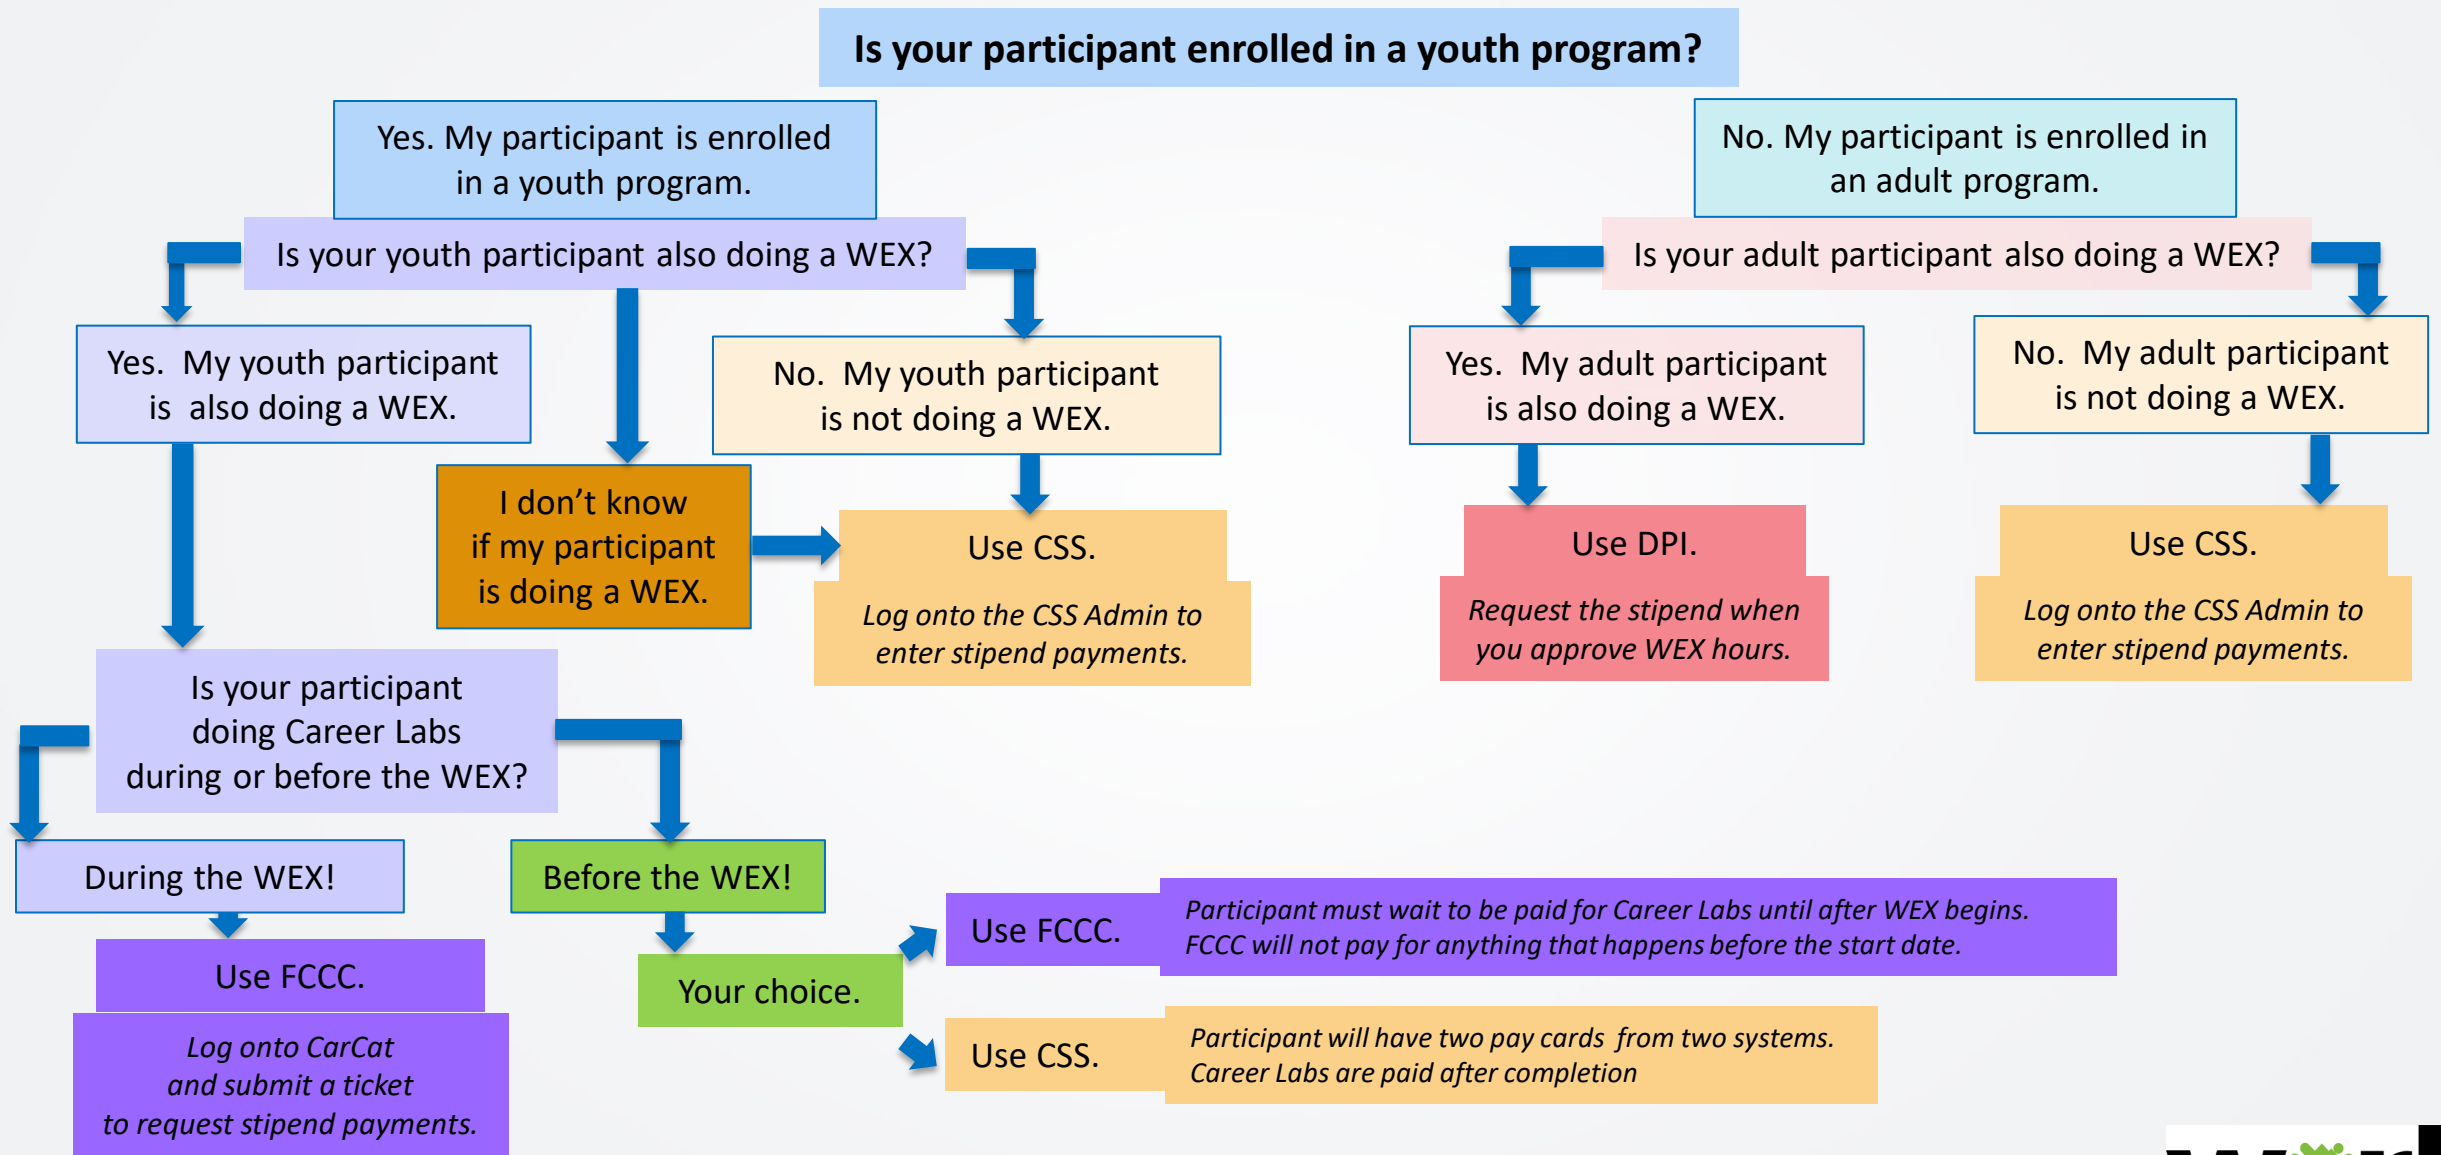 Is your participant enrolled in a youth program?
Yes. My participant is enrolled
in a youth program.
No. My participant is enrolled in
an adult program.
Is your youth participant also doing a WEX?
Is your adult participant also doing a WEX?
Yes. My youth participant
is also doing a WEX.
No. My youth participant
is not doing a WEX.
Yes. My adult participant
is also doing a WEX.
No. My adult participant
is not doing a WEX.
I don’t know
if my participant
is doing a WEX.
Use CSS.
Log onto the CSS Admin to
enter stipend payments.
Use DPI.
Request the stipend when
you approve WEX hours.
Use CSS.
Log onto the CSS Admin to
enter stipend payments.
Is your participant
doing Career Labs
during or before the WEX?
During the WEX!
Before the WEX!
Use FCCC.
Log onto CarCat
and submit a ticket
to request stipend payments.
Your choice.
Use FCCC.
Participant must wait to be paid for Career Labs until after WEX begins.
FCCC will not pay for anything that happens before the start date.
Use CSS.
Participant will have two pay cards from two systems.
Career Labs are paid after completion